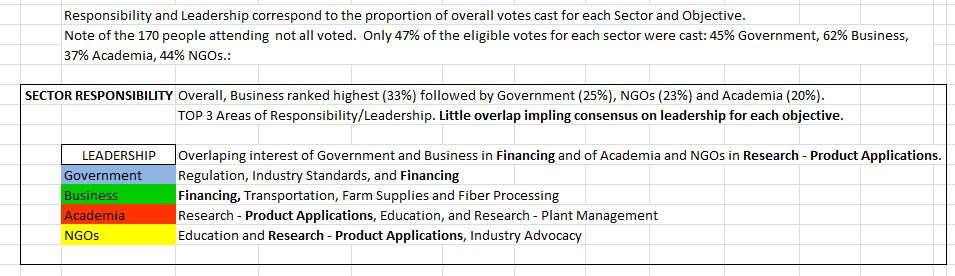 Responsibility and Leadership correspond to the proportion of overall votes cast for each Sector and Objective.
Note of the 170 people attending not all voted. Only 47% of the eligible votes for each sector were cast: 45% Government, 62% Business,
37% Academia, 44% NGOs.:
SECTOR RESPONSIBILITY Overall, Business ranked highest (33%) followed by Government (25%), NGOs (23%) and Academia (20%).
TOP 3 Areas of Responsibility/Leadership. Little overlap impling consensus on leadership for each objective.
LEADERSHIP Overlaping interest of Government and Business in Financing and of Academia and NGOs in Research - Product Applications.
Government Regulation, Industry Standards, and Financing
Business Financing, Transportation, Farm Supplies and Fiber Processing
Academia Research - Product Applications, Education, and Research - Plant Management
NGOs Education and Research - Product Applications, Industry Advocacy